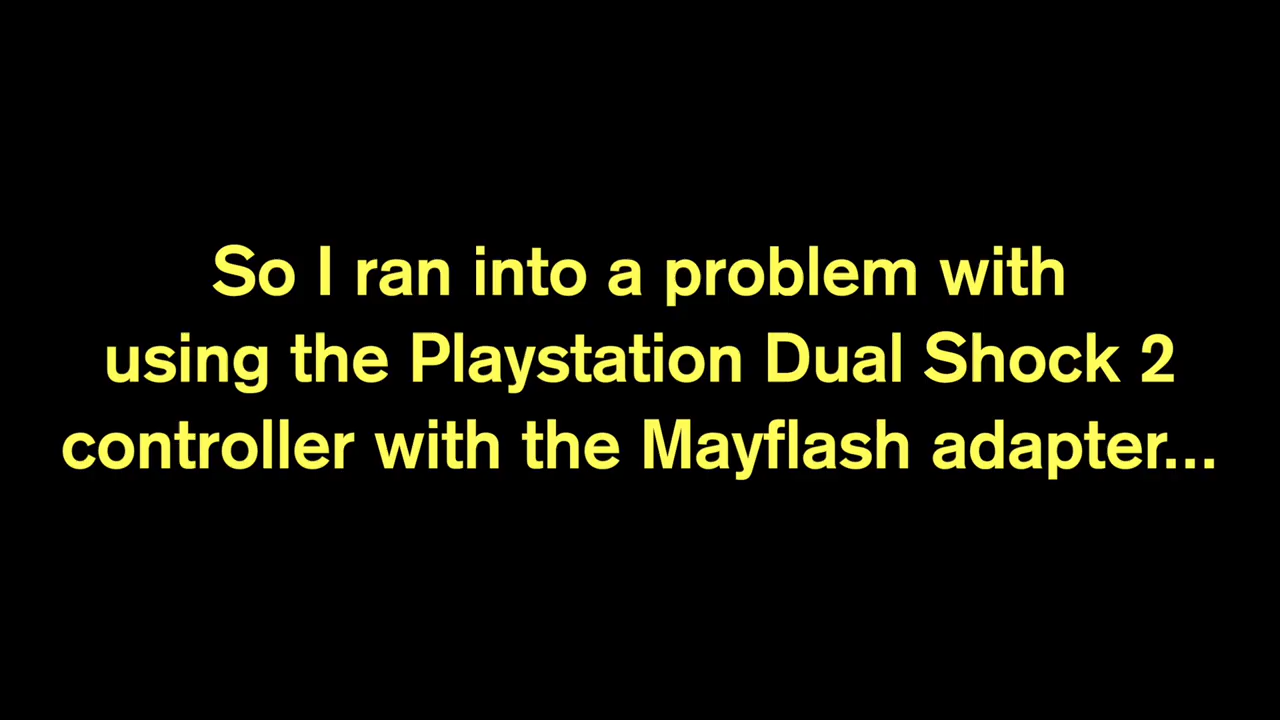 So I ran into a problem with
using the Playstation Dual Shock 2
controller with the Mayflash adapter...